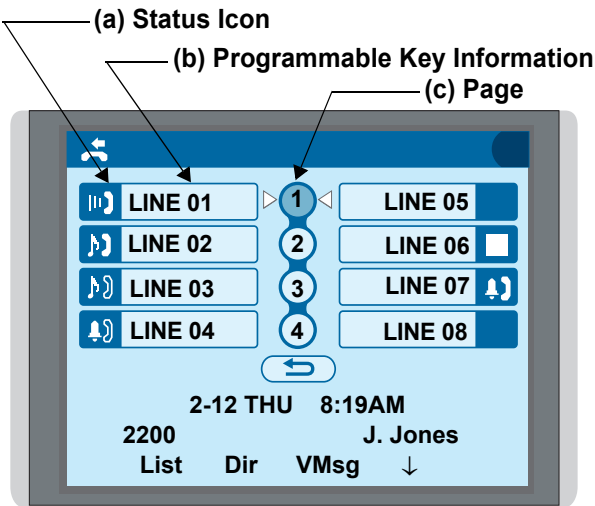 (a) Status Icon
(b) Programmable Key Information
(c) Page
LINE 01 1 LINE 05
LINE 02 2 LINE 06
LINE 03 3 LINE 07
LINE 04 4 LINE 08
2-12 THU 8:19AM
2200 J. Jones
List Dir VMsg ↓